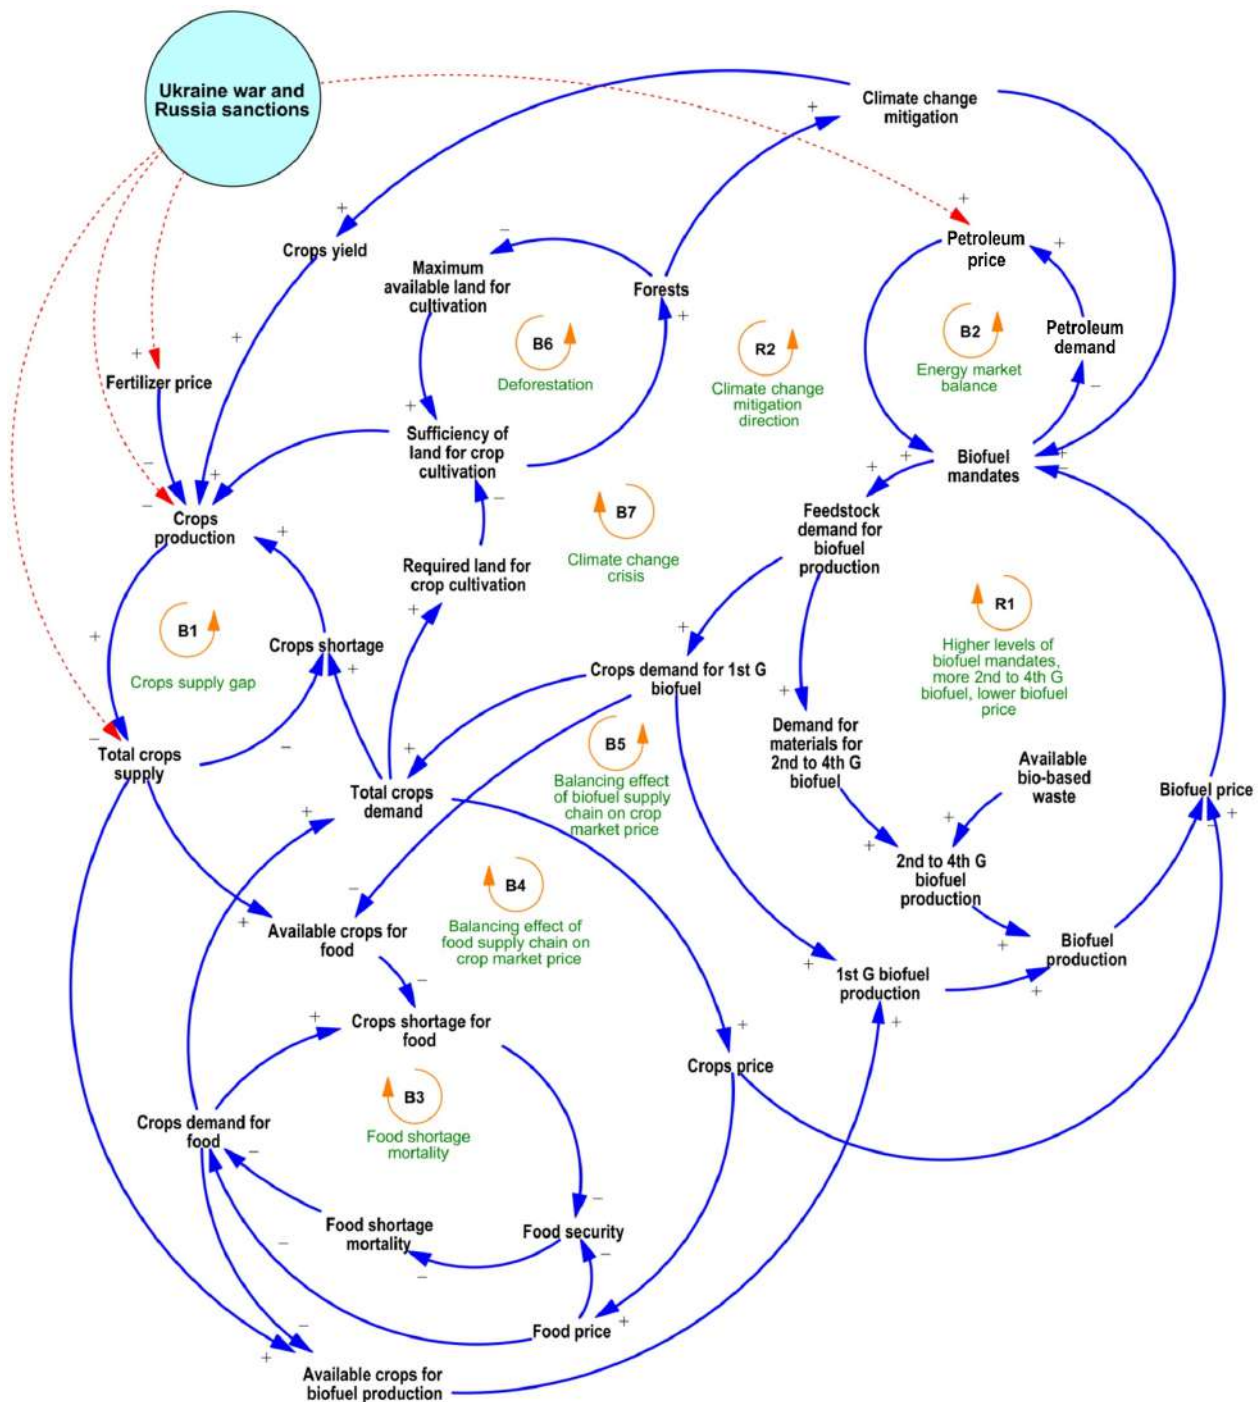 Ukraine war and
Russia sanctions
Climate change
mitigation
+
+
+
Crops yield
-
Petroleum
price
+
Maximum
available land for
cultivation
Forests
+
+
+
B6
Deforestation
R2
Climate change
mitigation
direction
B2
Energy market
balance
Petroleum
demand
-
Fertilizer price
+
Sufficiency of
land for crop
cultivation
+
+
-
+
Biofuel
mandates
-
+
-
-
Crops
production
+
B7
Climate change
crisis
Feedstock
demand for
biofuel
production
Required land for
crop cultivation
+
+
B1
Crops supply gap
Crops shortage
+
+
R1
Higher levels of
biofuel mandates,
more 2nd to 4th G
biofuel, lower biofuel
price
Crops demand for 1st G
biofuel
+
-
-
+
Total crops
supply
B5
Balancing effect
of biofuel supply
chain on crop
market price
Demand for
materials for
2nd to 4th G
biofuel
Available
bio-based
waste
Total crops
demand
+
Biofuel price
+
-
+
+
2nd to 4th G
biofuel
production
B4
Balancing effect of
food supply chain on
crop market price
-
+
Available crops for
food
+
Biofuel
production
+
1st G biofuel
production
+
+
-
+
Crops shortage for
food
+
Crops price
B3
Food shortage
mortality
Crops demand for
food
-
-
Food shortage
mortality
Food security
-
-
-
+
Food price
-
+
Available crops for
biofuel production